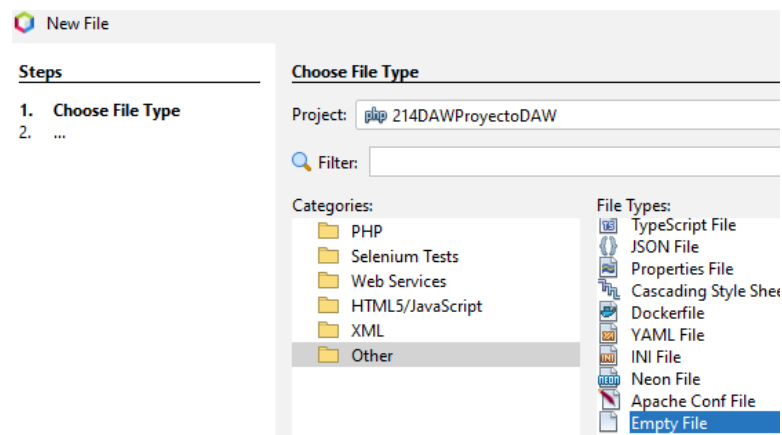 New File
Steps
1. Choose File Type
2. ...
Choose File Type
Project: php 214DAWProyectoDAW
Filter:
Categories:
PHP
Selenium Tests
Web Services
HTML5/JavaScript
XML
Other
File Types:
TypeScript File
JSON File
Properties File
Cascading Style Shee
Dockerfile
YAML File
INI File
Neon File
Apache Conf File
Empty File